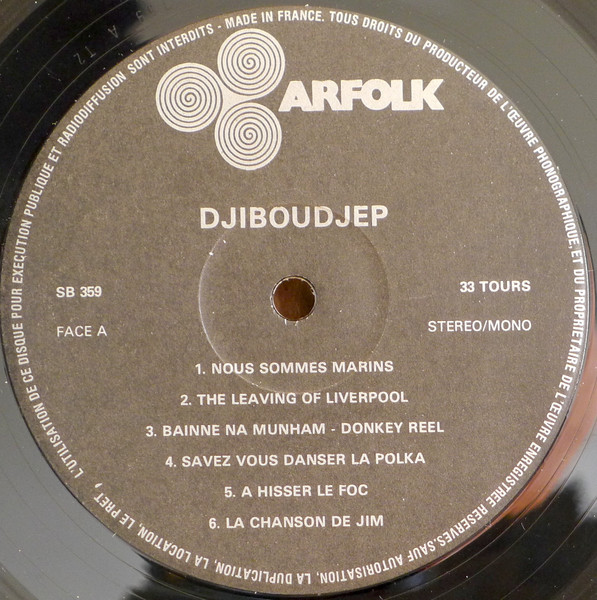 MADE IN FRANCE. TOUS DROITS DU PRODUCTEUR DE L'ŒUVRE PHONOGRAPHIQUE, ET DU PROPRIETAIRE DE L'ŒUVRE ENREGISTREE RESERVES. SAUF AUTORISATION, LA DUPLICATION, LA LOCATION, LE PRET, L'UTILISATION DE CE DISQUE POUR EXECUTION PUBLIQUE ET RADIODIFFUSION SONT INTERDITS -
ARFOLK
DJIBOUDJEP
SB 359
33 TOURS
FACE A
STEREO/MONO
1. NOUS SOMMES MARINS
2. THE LEAVING OF LIVERPOOL
3. BAINNE NA MUNHAM - DONKEY REEL
4. SAVEZ VOUS DANSER LA POLKA
5. A HISSER LE FOC
6. LA CHANSON DE JIM